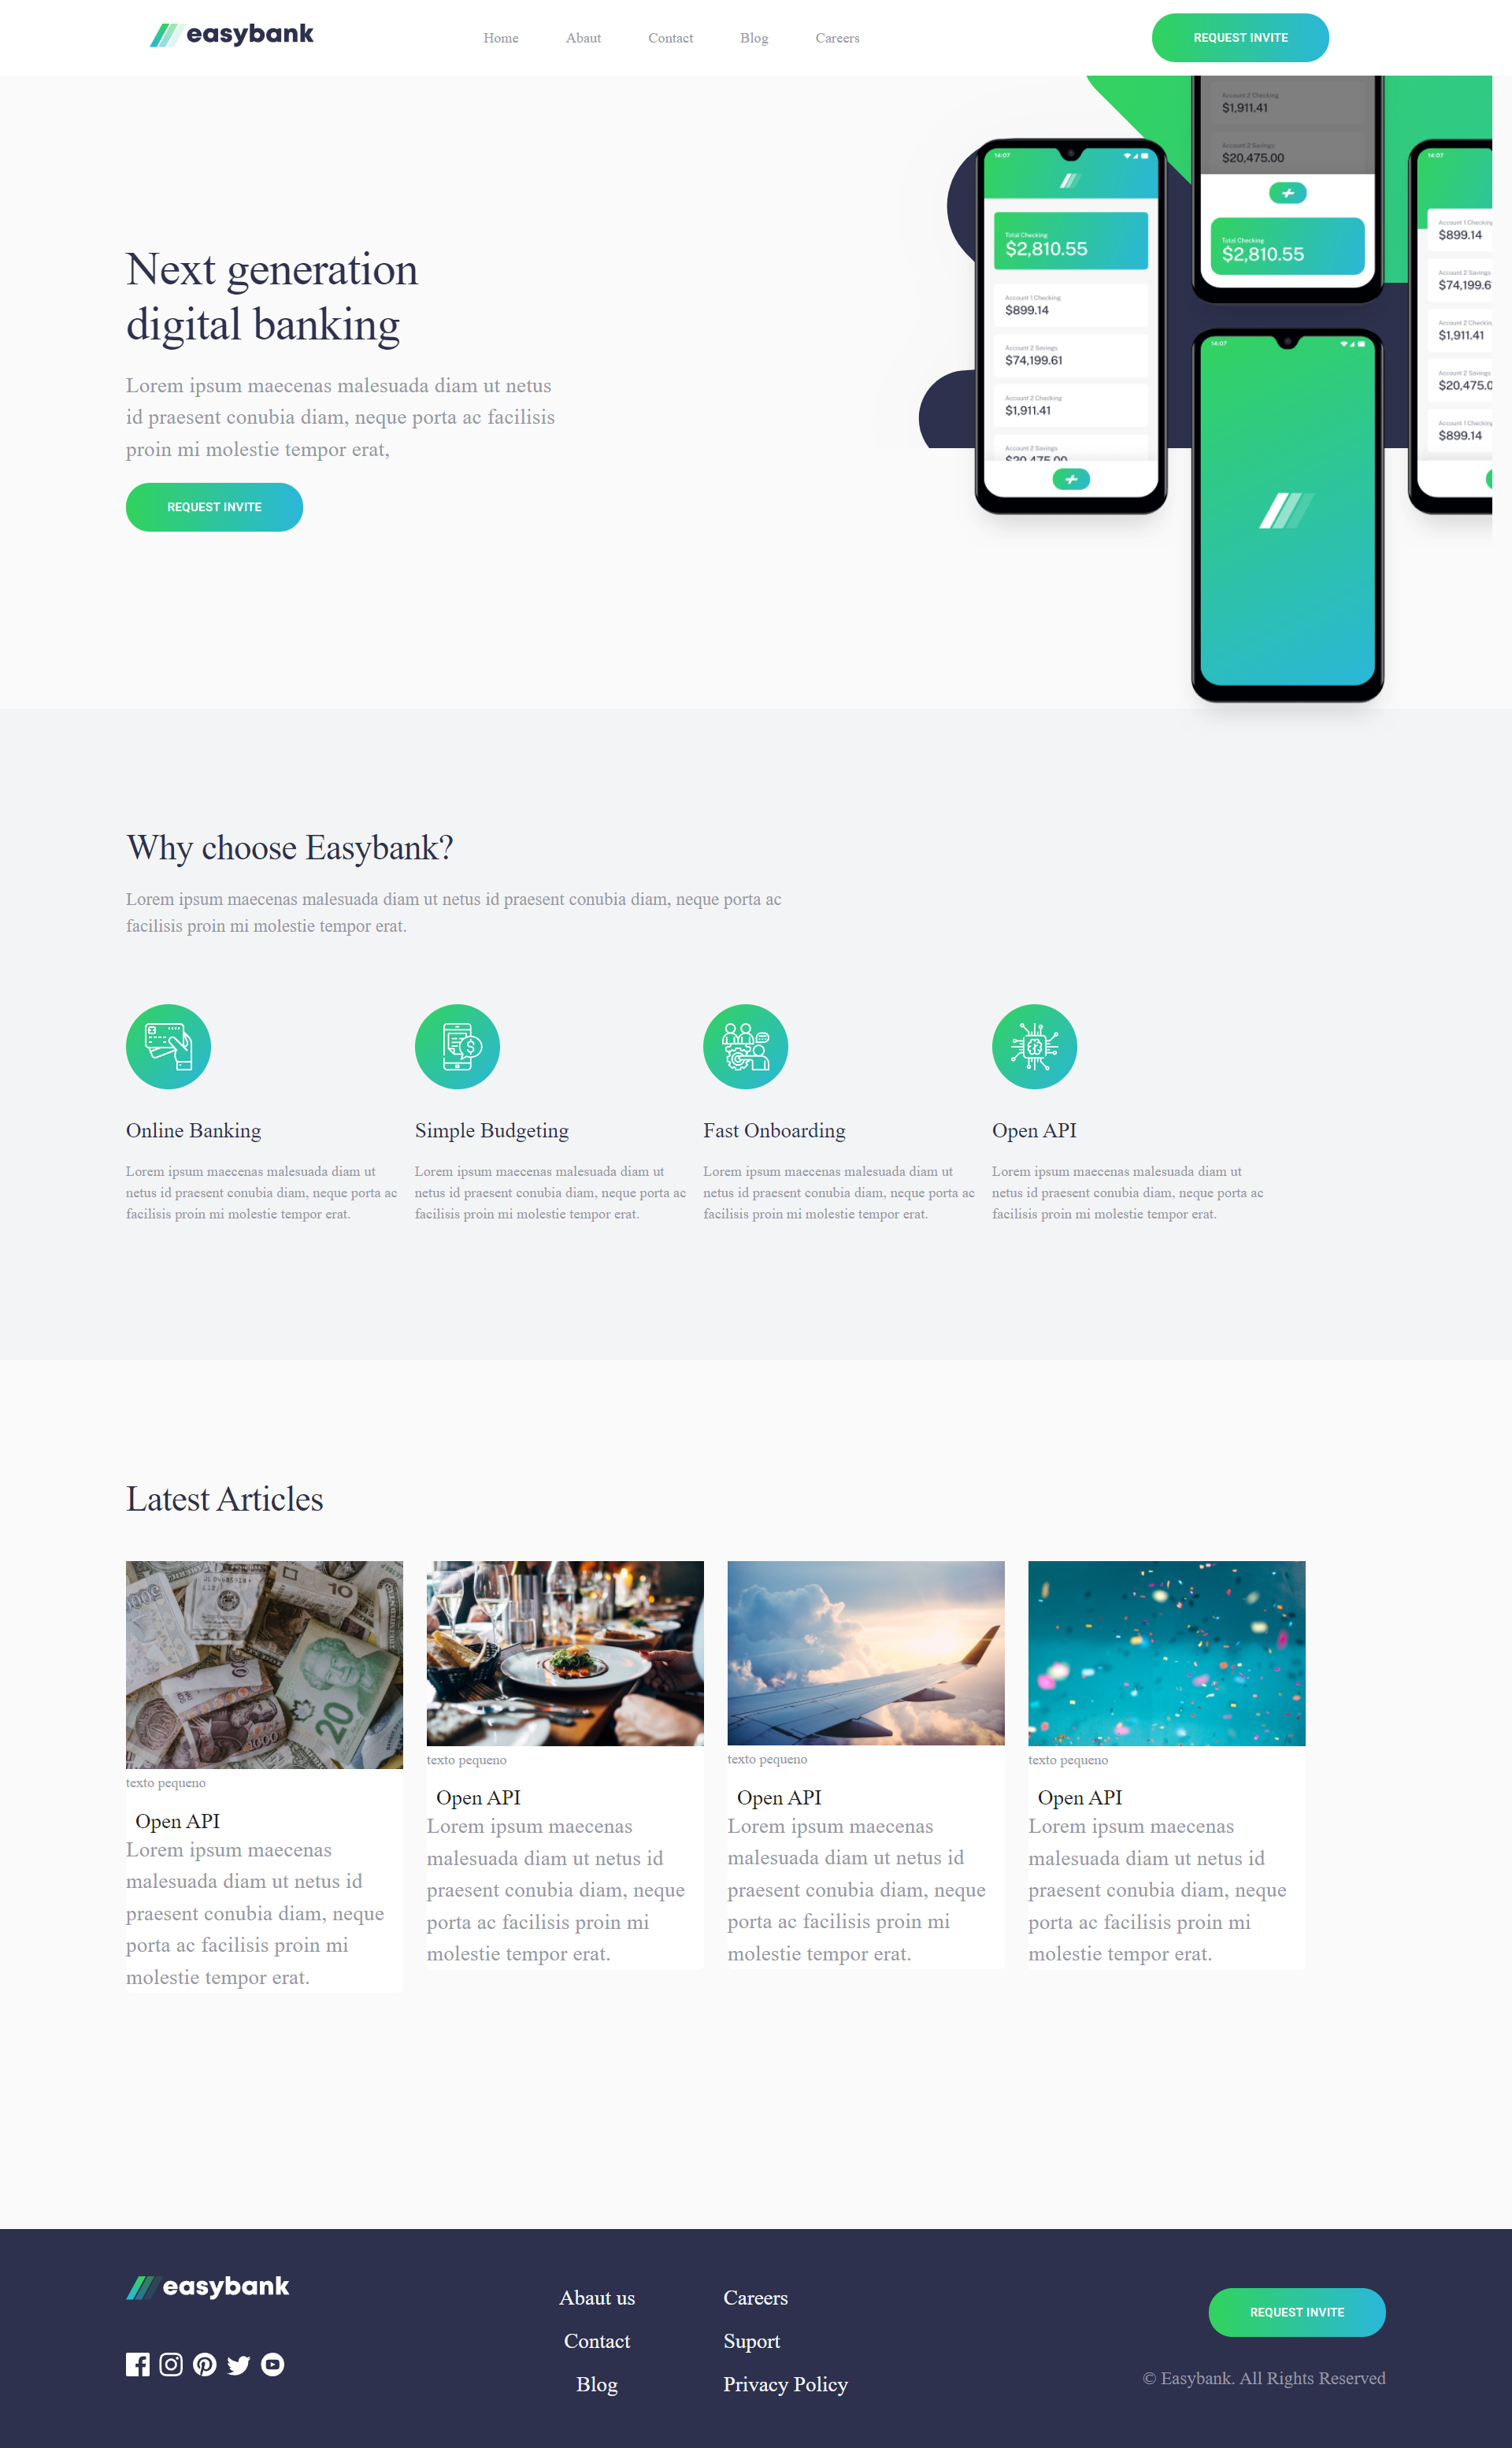 easybank
Home Abaut Contact Blog Careers
REQUEST INVITE
Next generation
digital banking
Lorem ipsum maecenas malesuada diam ut netus
id praesent conubia diam, neque porta ac facilisis
proin mi molestie tempor erat,
REQUEST INVITE
14:07
Total Checking
$2,810.55
Account 1 Checking
$899.14
Account 2 Savings
$74,199.61
Account 2 Checking
$1,911.41
Account 2 Savings
$20,475.00
Account 2 Checking
$1,911.41
Account 2 Savings
$20,475.00
Total Checking
$2,810.55
14:07
14:07
Account 1 Checking
$899.14
Account 2 Savings
$74,199.6
Account 2 Checking
$1,911.41
Account 2 Savings
$20,475.0
Account 1 Checking
$899.14
Why choose Easybank?
Lorem ipsum maecenas malesuada diam ut netus id praesent conubia diam, neque porta ac
facilisis proin mi molestie tempor erat.
Online Banking
Lorem ipsum maecenas malesuada diam ut
netus id praesent conubia diam, neque porta ac
facilisis proin mi molestie tempor erat.
Simple Budgeting
Lorem ipsum maecenas malesuada diam ut
netus id praesent conubia diam, neque porta ac
facilisis proin mi molestie tempor erat.
Fast Onboarding
Lorem ipsum maecenas malesuada diam ut
netus id praesent conubia diam, neque porta ac
facilisis proin mi molestie tempor erat.
Open API
Lorem ipsum maecenas malesuada diam ut
netus id praesent conubia diam, neque porta ac
facilisis proin mi molestie tempor erat.
Latest Articles
10
20
texto pequeno
Open API
Lorem ipsum maecenas
malesuada diam ut netus id
praesent conubia diam, neque
porta ac facilisis proin mi
molestie tempor erat.
texto pequeno
Open API
Lorem ipsum maecenas
malesuada diam ut netus id
praesent conubia diam, neque
porta ac facilisis proin mi
molestie tempor erat.
texto pequeno
Open API
Lorem ipsum maecenas
malesuada diam ut netus id
praesent conubia diam, neque
porta ac facilisis proin mi
molestie tempor erat.
texto pequeno
Open API
Lorem ipsum maecenas
malesuada diam ut netus id
praesent conubia diam, neque
porta ac facilisis proin mi
molestie tempor erat.
easybank
Abaut us
Contact
Blog
Careers
Suport
Privacy Policy
REQUEST INVITE
© Easybank. All Rights Reserved